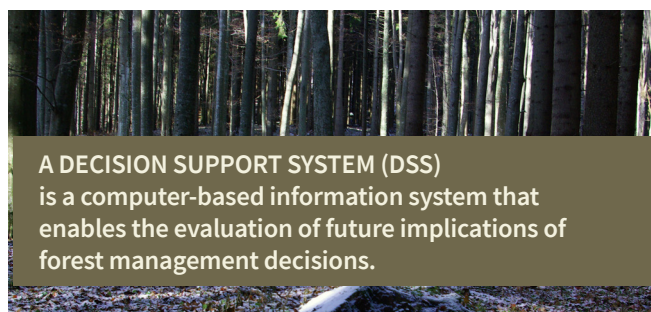 A DECISION SUPPORT SYSTEM (DSS)
is a computer-based information system that
enables the evaluation of future implications of
forest management decisions.